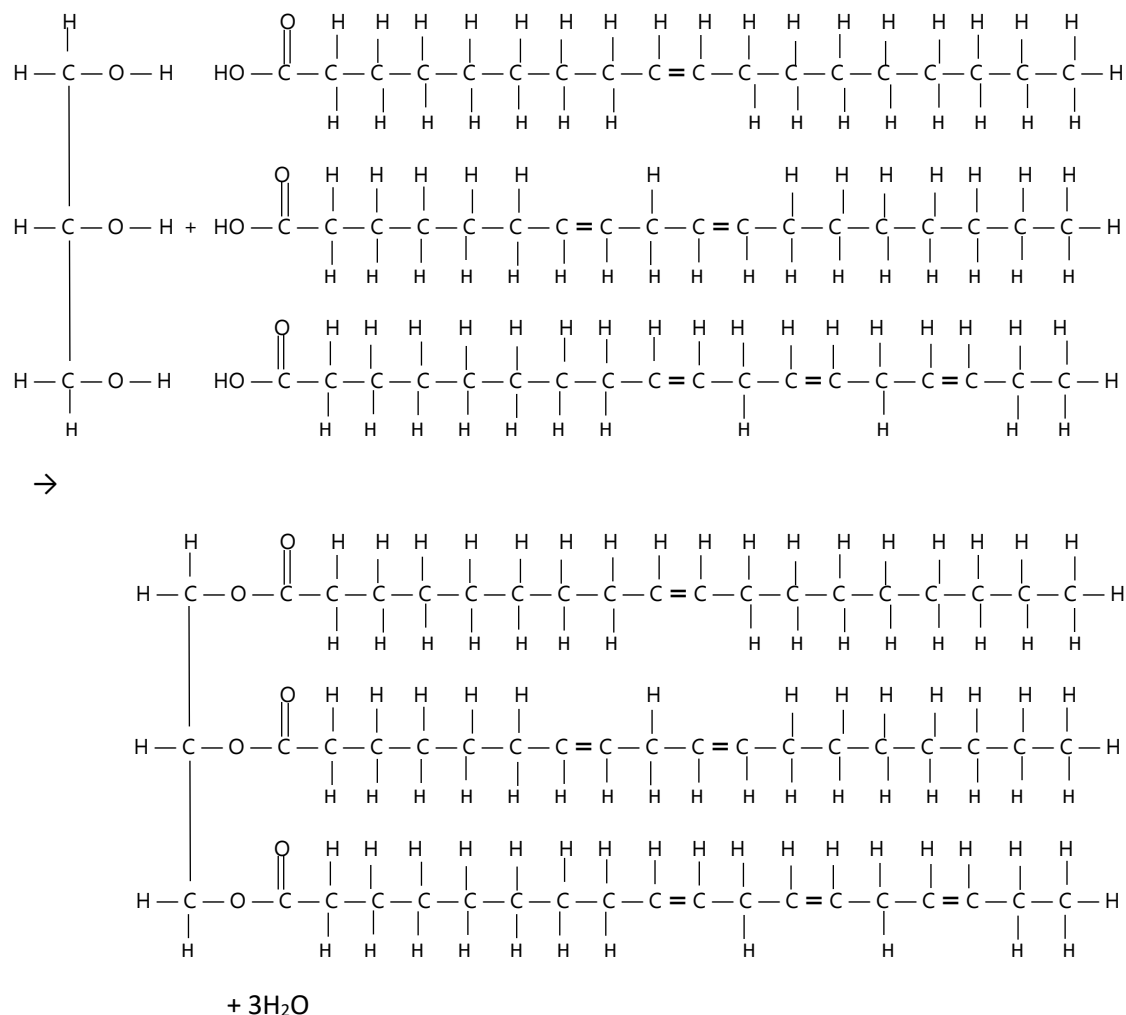 H O H H H H H H H H H H H H H H H H H
H — C — O — H HO — C — C — C — C — C — C — C — C — C = C — C — C — C — C — C — C — C — C — H
H H H H H H H H H H H H H H H
O H H H H H H H H H H H H H
H — C — O — H + HO — C — C — C — C — C — C — C = C — C — C = C — C — C — C — C — C — C — C — H
H H H H H H H H H H H H H H H H H
O H H H H H H H H H H H H H H H H H
H — C — O — H HO — C — C — C — C — C — C — C — C — C = C — C — C = C — C — C = C — C — C — H
H H H H H H H H H H H H
→
H O H H H H H H H H H H H H H H H H H
H — C — O — C — C — C — C — C — C — C — C — C = C — C — C — C — C — C — C — C — C — H
H H H H H H H H H H H H H H H
O H H H H H H H H H H H H H
H — C — O — C — C — C — C — C — C — C = C — C — C = C — C — C — C — C — C — C — C — H
H H H H H H H H H H H H H H H H H
O H H H H H H H H H H H H H H H H H
H — C — O — C — C — C — C — C — C — C — C — C = C — C — C = C — C — C = C — C — C — H
H H H H H H H H H H H H
+ 3H₂O